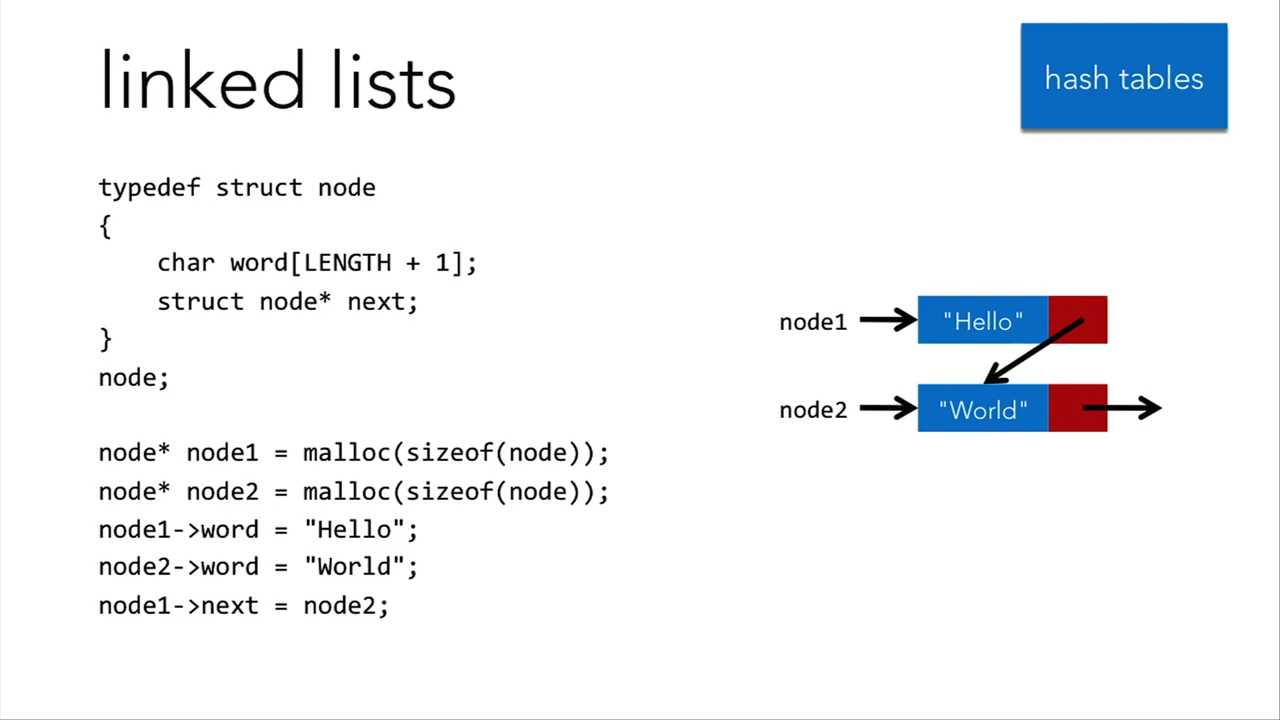 linked lists
hash tables
typedef struct node
{
    char word[LENGTH + 1];
    struct node* next;
}
node;
node* node1 = malloc(sizeof(node));
node* node2 = malloc(sizeof(node));
node1->word = "Hello";
node2->word = "World";
node1->next = node2;
node1 "Hello"
node2 "World"